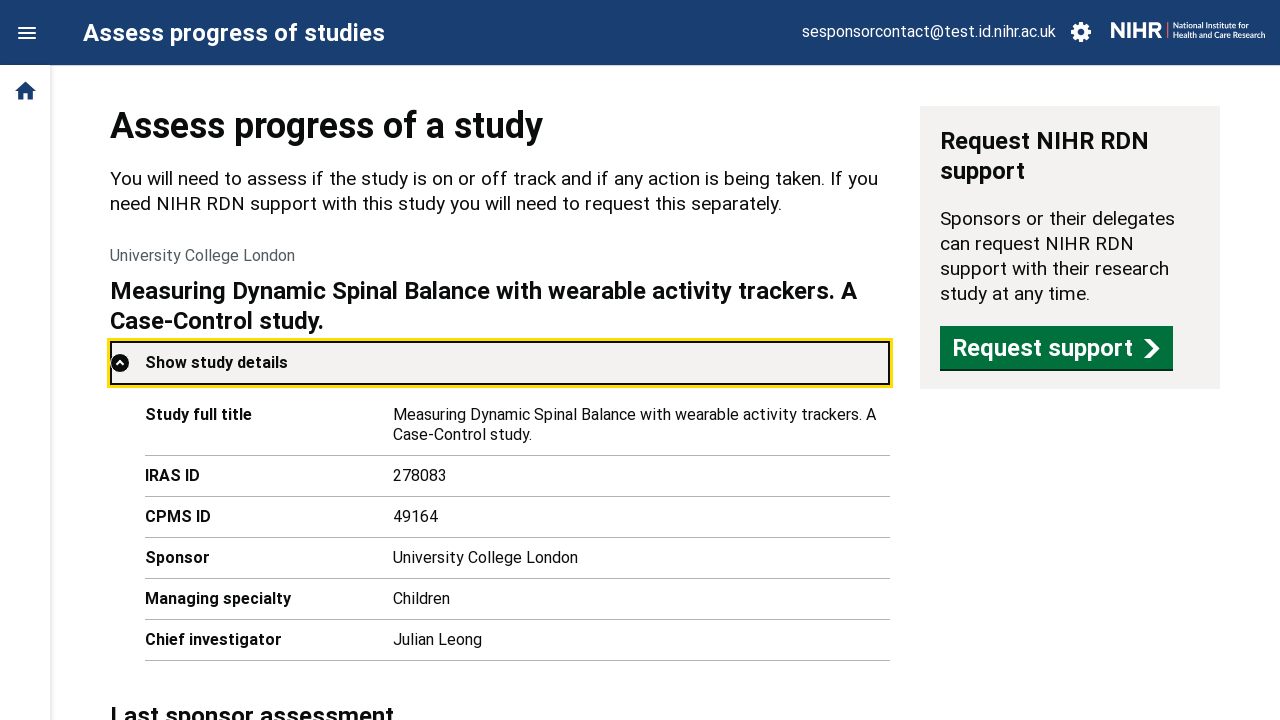 Assess progress of studies
sesponsorcontact@test.id.nihr.ac.uk
NIHR
National Institute for
Health and Care Research
Assess progress of a study
You will need to assess if the study is on or off track and if any action is being taken. If you
need NIHR RDN support with this study you will need to request this separately.
University College London
Measuring Dynamic Spinal Balance with wearable activity trackers. A
Case-Control study.
Show study details
Study full title
Measuring Dynamic Spinal Balance with wearable activity trackers. A
Case-Control study.
IRAS ID
278083
CPMS ID
49164
Sponsor
University College London
Managing specialty
Children
Chief investigator
Julian Leong
Last sponsor assessment
Request NIHR RDN
support
Sponsors or their delegates
can request NIHR RDN
support with their research
study at any time.
Request support